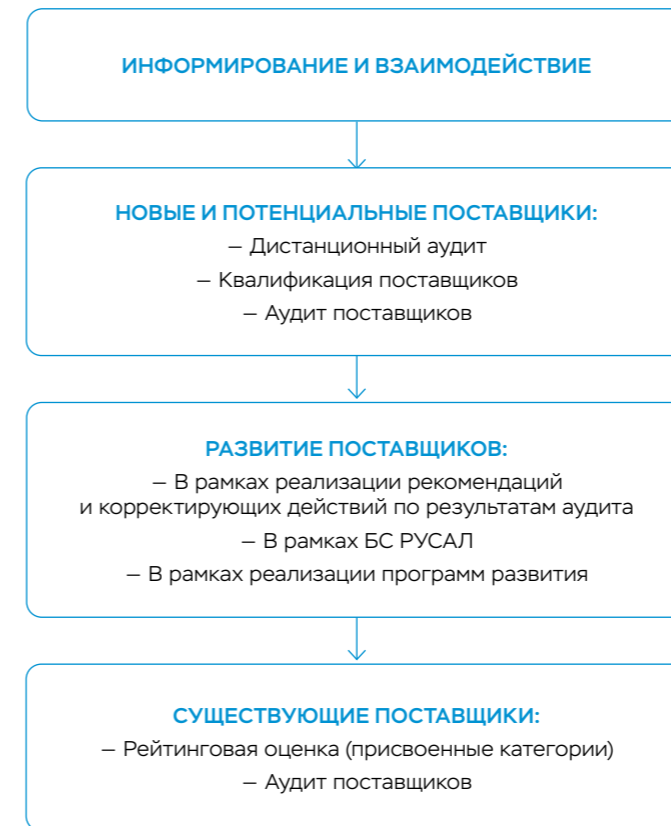 ИНФОРМИРОВАНИЕ И ВЗАИМОДЕЙСТВИЕ
НОВЫЕ И ПОТЕНЦИАЛЬНЫЕ ПОСТАВЩИКИ:
— Дистанционный аудит
— Квалификация поставщиков
— Аудит поставщиков
РАЗВИТИЕ ПОСТАВЩИКОВ:
— В рамках реализации рекомендаций
и корректирующих действий по результатам аудита
— В рамках БС РУСАЛ
— В рамках реализации программ развития
СУЩЕСТВУЮЩИЕ ПОСТАВЩИКИ:
— Рейтинговая оценка (присвоенные категории)
— Аудит поставщиков